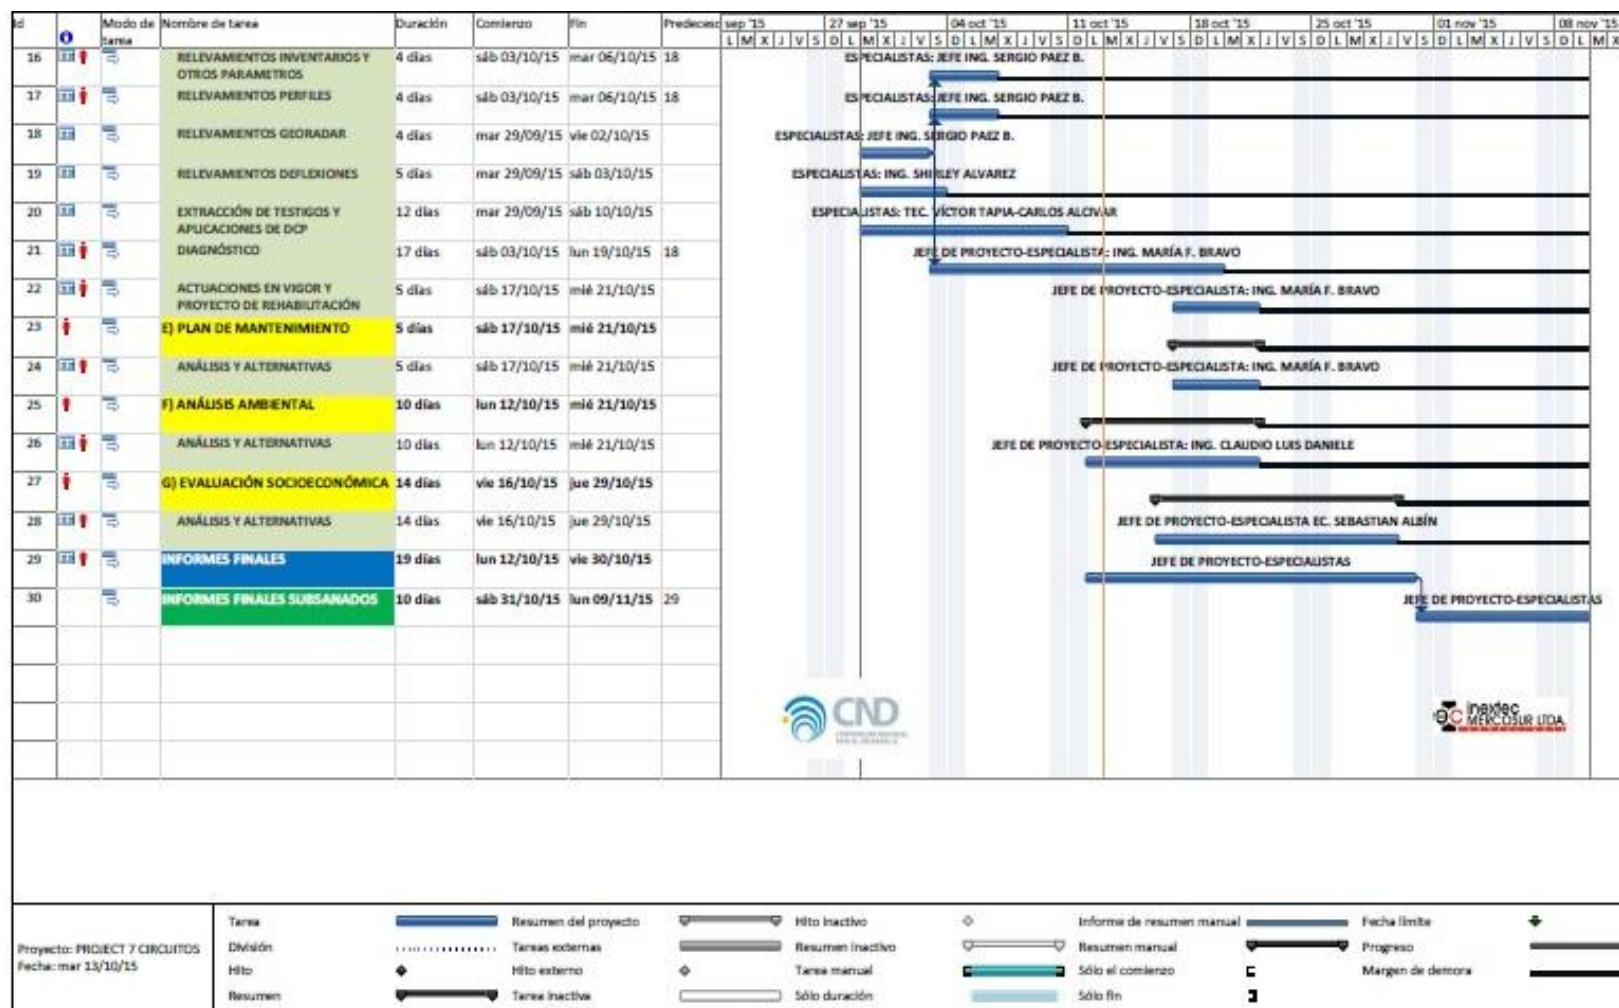 Id Modo de tarea Nombre de tarea Duración Comienzo Fin Predeceso sep '15 27 sep '15 04 oct '15 11 oct '15 18 oct '15 25 oct '15 01 nov '15 08 nov '15
L M X J V S D L M X J V S D L M X J V S D L M X J V S D L M X J V S D L M X J V S D L M X J V S D L M X
16 RELEVAMIENTOS INVENTARIOS Y OTROS PARAMETROS 4 días sáb 03/10/15 mar 06/10/15 18 ESPECIALISTAS: JEFE ING. SERGIO PAEZ B.
17 RELEVAMIENTOS PERFILES 4 días sáb 03/10/15 mar 06/10/15 18 ESPECIALISTAS: JEFE ING. SERGIO PAEZ B.
18 RELEVAMIENTOS GEORADAR 4 días mar 29/09/15 vie 02/10/15 ESPECIALISTAS: JEFE ING. SERGIO PAEZ B.
19 RELEVAMIENTOS DEFLEXIONES 5 días mar 29/09/15 sáb 03/10/15 ESPECIALISTAS: ING. SHIRLEY ALVAREZ
20 EXTRACCIÓN DE TESTIGOS Y APLICACIONES DE DCP 12 días mar 29/09/15 sáb 10/10/15 ESPECIALISTAS: TEC. VÍCTOR TAPIA-CARLOS ALCIVAR
21 DIAGNÓSTICO 17 días sáb 03/10/15 lun 19/10/15 18 JEFE DE PROYECTO-ESPECIALISTA: ING. MARÍA F. BRAVO
22 ACTUACIONES EN VIGOR Y PROYECTO DE REHABILITACIÓN 5 días sáb 17/10/15 mié 21/10/15 JEFE DE PROYECTO-ESPECIALISTA: ING. MARÍA F. BRAVO
23 E) PLAN DE MANTENIMIENTO 5 días sáb 17/10/15 mié 21/10/15
24 ANÁLISIS Y ALTERNATIVAS 5 días sáb 17/10/15 mié 21/10/15 JEFE DE PROYECTO-ESPECIALISTA: ING. MARÍA F. BRAVO
25 F) ANÁLISIS AMBIENTAL 10 días lun 12/10/15 mié 21/10/15
26 ANÁLISIS Y ALTERNATIVAS 10 días lun 12/10/15 mié 21/10/15 JEFE DE PROYECTO-ESPECIALISTA: ING. CLAUDIO LUIS DANIELE
27 G) EVALUACIÓN SOCIOECONÓMICA 14 días vie 16/10/15 jue 29/10/15
28 ANÁLISIS Y ALTERNATIVAS 14 días vie 16/10/15 jue 29/10/15 JEFE DE PROYECTO-ESPECIALISTA EC. SEBASTIAN ALBÍN
29 INFORMES FINALES 19 días lun 12/10/15 vie 30/10/15 JEFE DE PROYECTO-ESPECIALISTAS
30 INFORMES FINALES SUBSANADOS 10 días sáb 31/10/15 lun 09/11/15 29 JEFE DE PROYECTO-ESPECIALISTAS
CND
inextec
MERCOSUR LTDA.
Proyecto: PROJECT 7 CIRCUITOS
Fecha: mar 13/10/15
Tarea Resumen del proyecto Hito inactivo Informe de resumen manual Fecha límite
División Tareas externas Resumen inactivo Resumen manual Progreso
Hito Hito externo Tarea manual Sólo el comienzo Margen de demora
Resumen Tarea inactiva Sólo duración Sólo fin